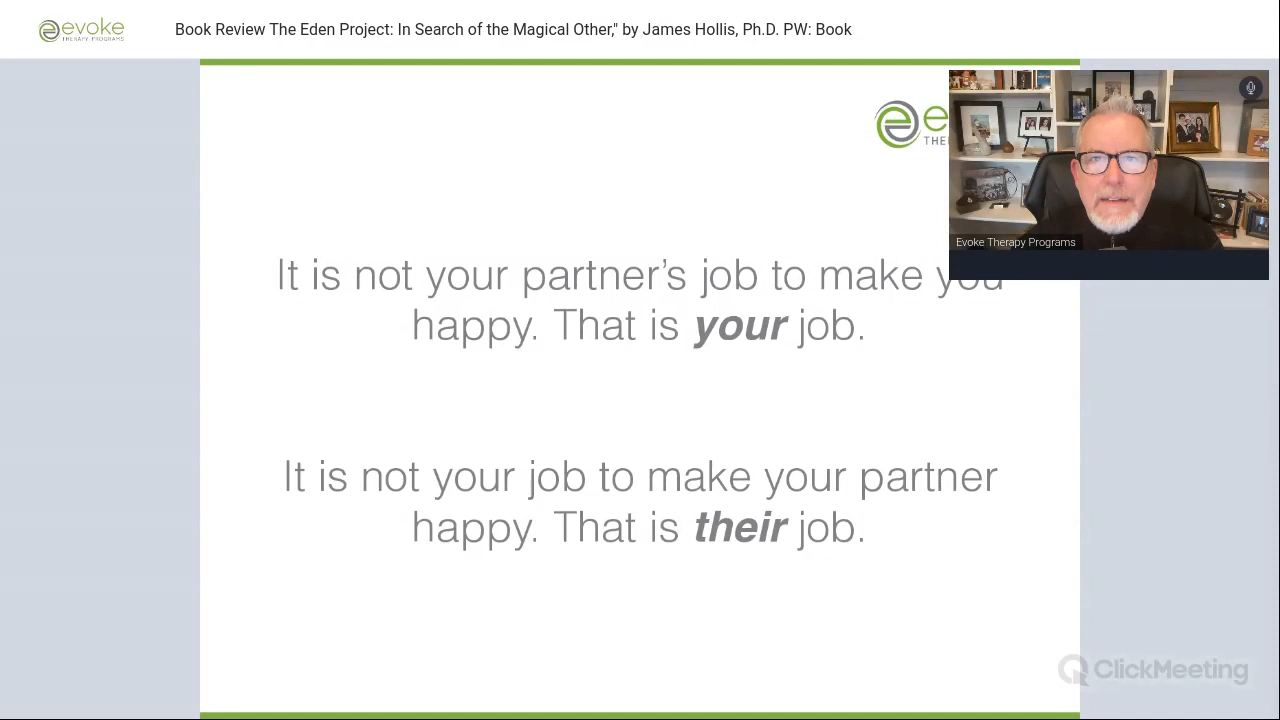 evoke
THERAPY PROGRAMS
Book Review The Eden Project: In Search of the Magical Other," by James Hollis, Ph.D. PW: Book
e
THE
Evoke Therapy Programs
It is not your partner’s job to make you
happy. That is your job.
It is not your job to make your partner
happy. That is their job.
ClickMeeting